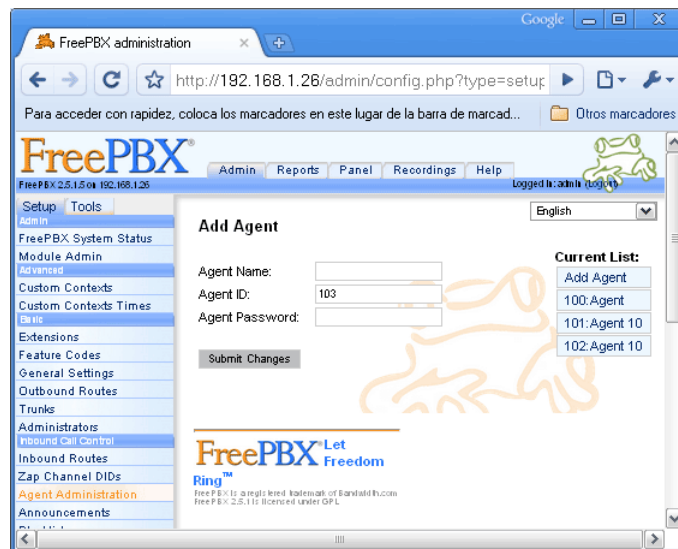 Google
FreePBX administration
http://192.168.1.26/admin/config.php?type=setup
Para acceder con rapidez, coloca los marcadores en este lugar de la barra de marcad...
Otros marcadores
FreePBX®
Admin Reports Panel Recordings Help
FreePBX 2.5.1.5 on 192.168.1.26
Logged in: admin (Logout)
Setup Tools
English
Admin
FreePBX System Status
Module Admin
Advanced
Custom Contexts
Custom Contexts Times
Basic
Extensions
Feature Codes
General Settings
Outbound Routes
Trunks
Administrators
Inbound Call Control
Inbound Routes
Zap Channel DIDs
Agent Administration
Announcements
Add Agent
Agent Name:
Agent ID: 103
Agent Password:
Submit Changes
Current List:
Add Agent
100:Agent
101:Agent 10
102:Agent 10
FreePBX® Let
Freedom
Ring™
FreePBX is a registered trademark of Bandwidth.com
FreePBX 2.5.1 is licensed under GPL